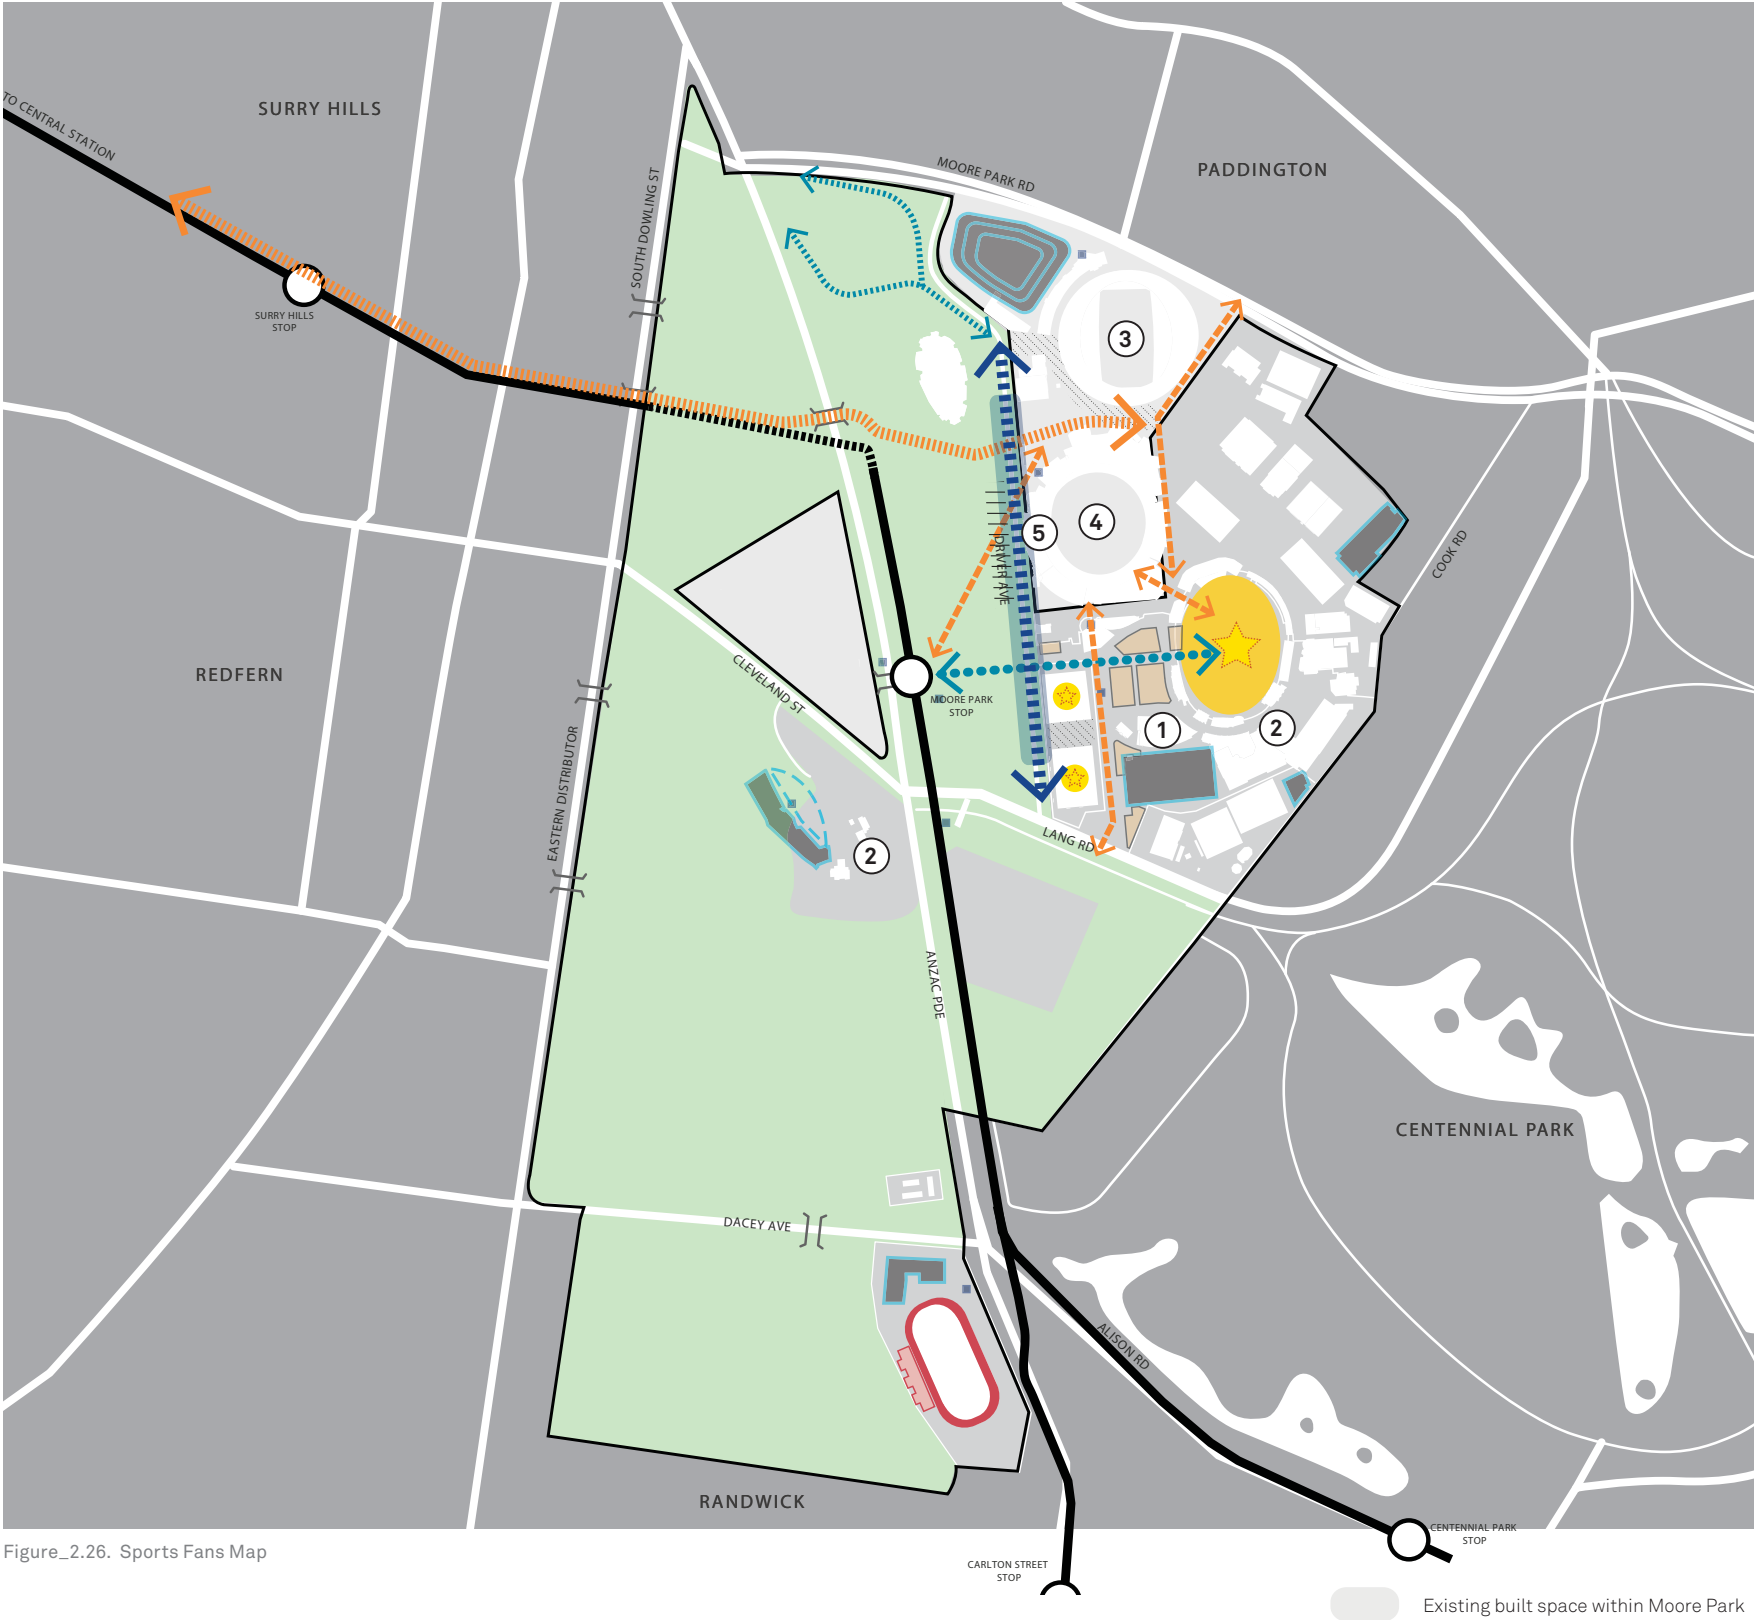 TO CENTRAL STATION
SURRY HILLS
SOUTH DOWLING ST
MOORE PARK RD
PADDINGTON
SURRY HILLS
STOP
3
4
5
DRIVER AVE
COOK RD
REDFERN
CLEVELAND ST
MOORE PARK
STOP
1
2
EASTERN DISTRIBUTOR
LANG RD
2
ANZAC PDE
CENTENNIAL PARK
DACEY AVE
ALISON RD
RANDWICK
CENTENNIAL PARK
STOP
Figure_2.26. Sports Fans Map
CARLTON STREET
STOP
Existing built space within Moore Park